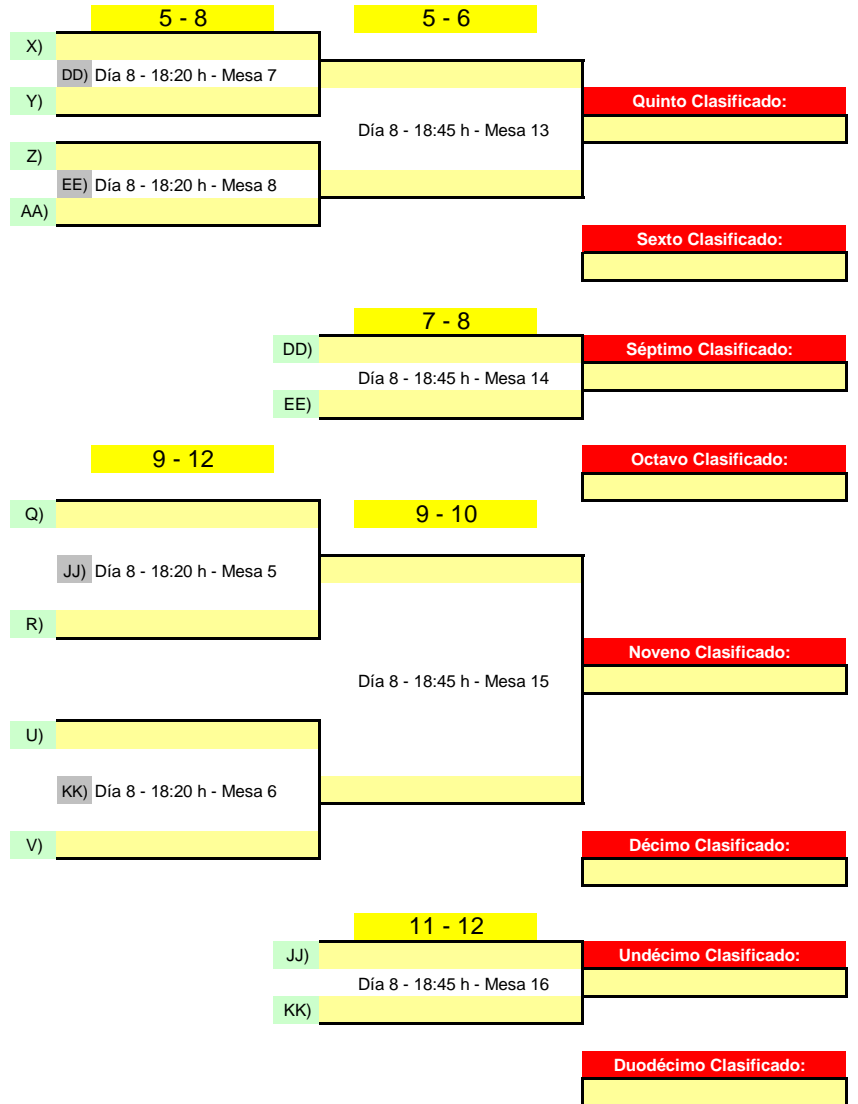 5 - 8 5 - 6
X)
DD) Día 8 - 18:20 h - Mesa 7
Y) Quinto Clasificado:
Día 8 - 18:45 h - Mesa 13
Z)
EE) Día 8 - 18:20 h - Mesa 8
AA)
Sexto Clasificado:
7 - 8
DD) Séptimo Clasificado:
Día 8 - 18:45 h - Mesa 14
EE)
9 - 12 Octavo Clasificado:
Q) 9 - 10
JJ) Día 8 - 18:20 h - Mesa 5
R)
Noveno Clasificado:
Día 8 - 18:45 h - Mesa 15
U)
KK) Día 8 - 18:20 h - Mesa 6
V) Décimo Clasificado:
11 - 12
JJ) Undécimo Clasificado:
Día 8 - 18:45 h - Mesa 16
KK)
Duodécimo Clasificado: